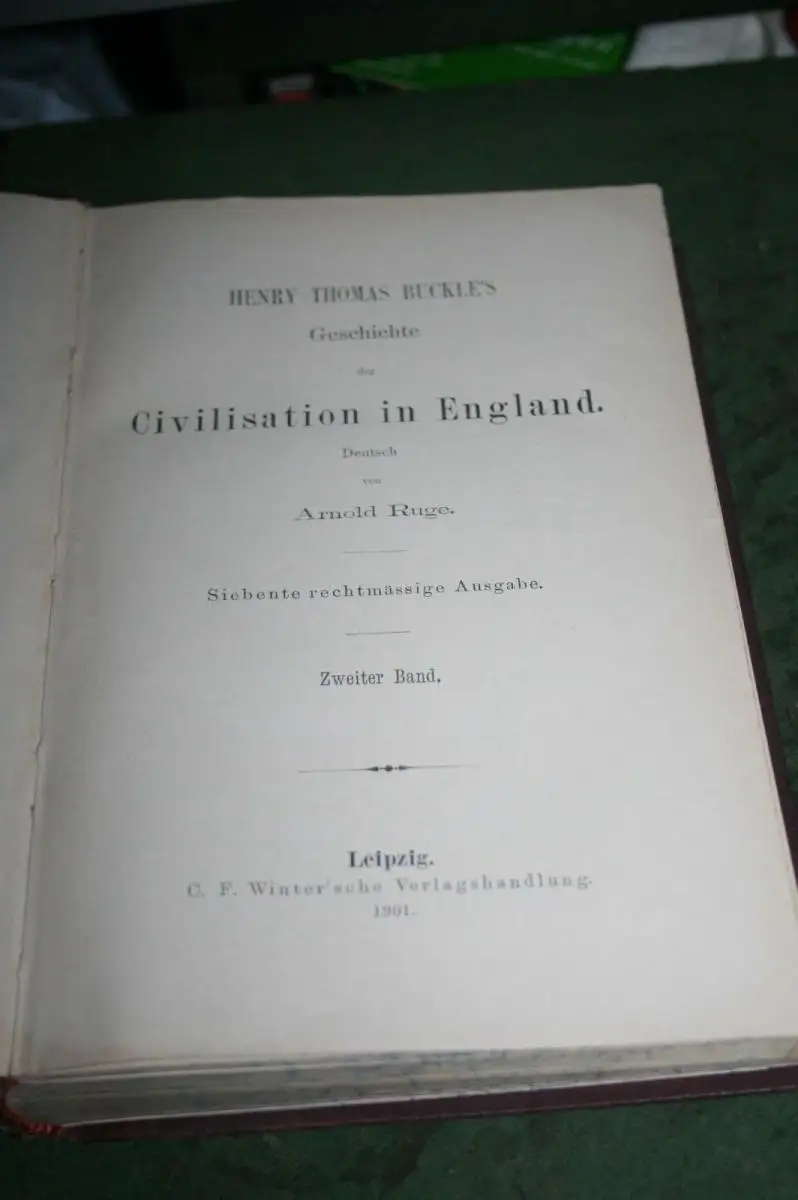 HENRY THOMAS BUCKLE'S
Geschichte
der
Civilisation in England.
Deutsch
von
Arnold Ruge.
Siebente rechtmässige Ausgabe.
Zweiter Band.
Leipzig.
C. F. Winter'sche Verlagshandlung.
1901.